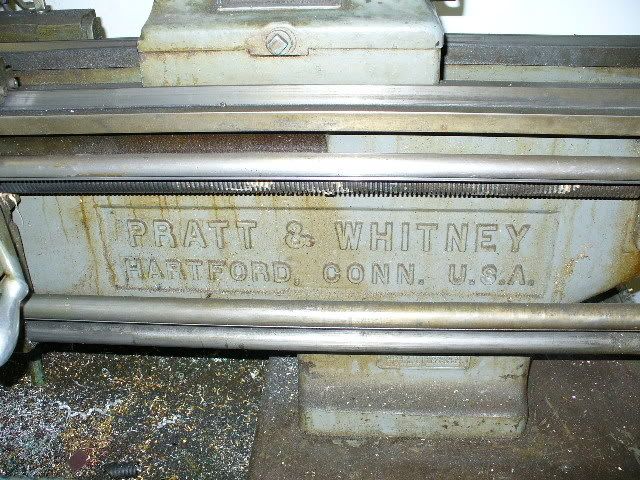 PRATT & WHITNEY
HARTFORD, CONN. U.S.A.